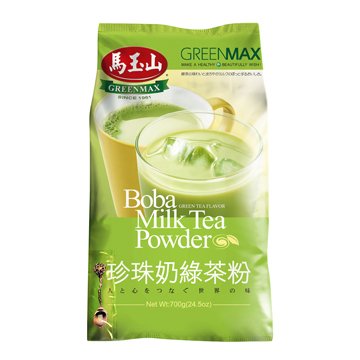 馬玉山
GREENMAX
SINCE 1951
GREENMAX
MAKE A HEALTHY & BEAUTIFULLY WISH
Boba
GREEN TEA FLAVOR
Milk Tea
Powder
珍珠奶綠茶粉
人と心をつなぐ世界の味
Net Wt:700g(24.5oz)